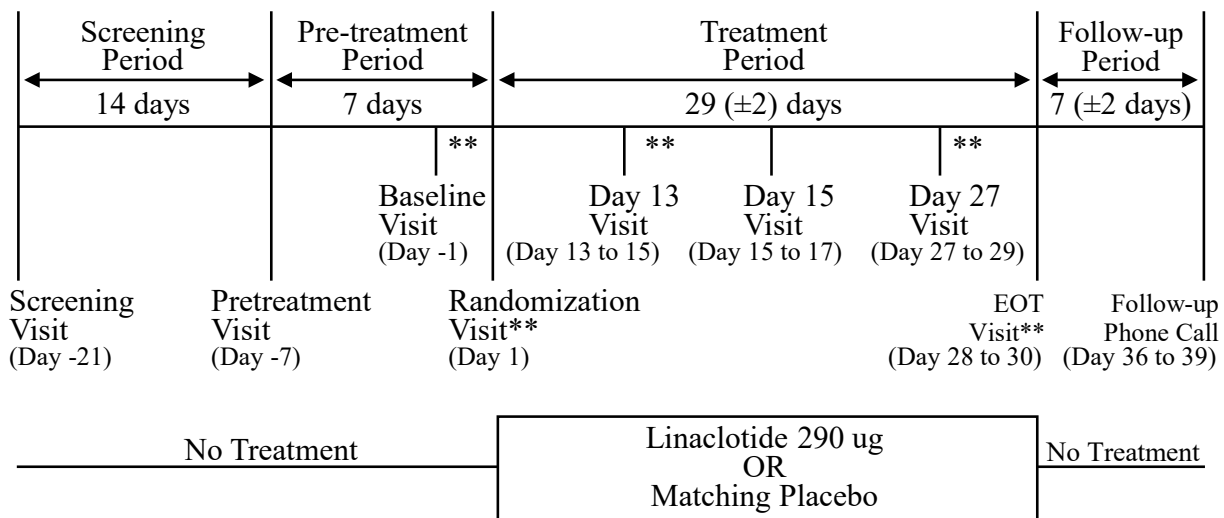 Screening
Period
14 days
Pre-treatment
Period
7 days
Treatment
Period
29 (±2) days
Follow-up
Period
7 (±2 days)
**
**
**
Baseline
Visit
(Day -1)
Day 13
Visit
(Day 13 to 15)
Day 15
Visit
(Day 15 to 17)
Day 27
Visit
(Day 27 to 29)
Screening
Visit
(Day -21)
Pretreatment
Visit
(Day -7)
Randomization
Visit**
(Day 1)
EOT
Visit**
(Day 28 to 30)
Follow-up
Phone Call
(Day 36 to 39)
No Treatment
Linaclotide 290 ug
OR
Matching Placebo
No Treatment